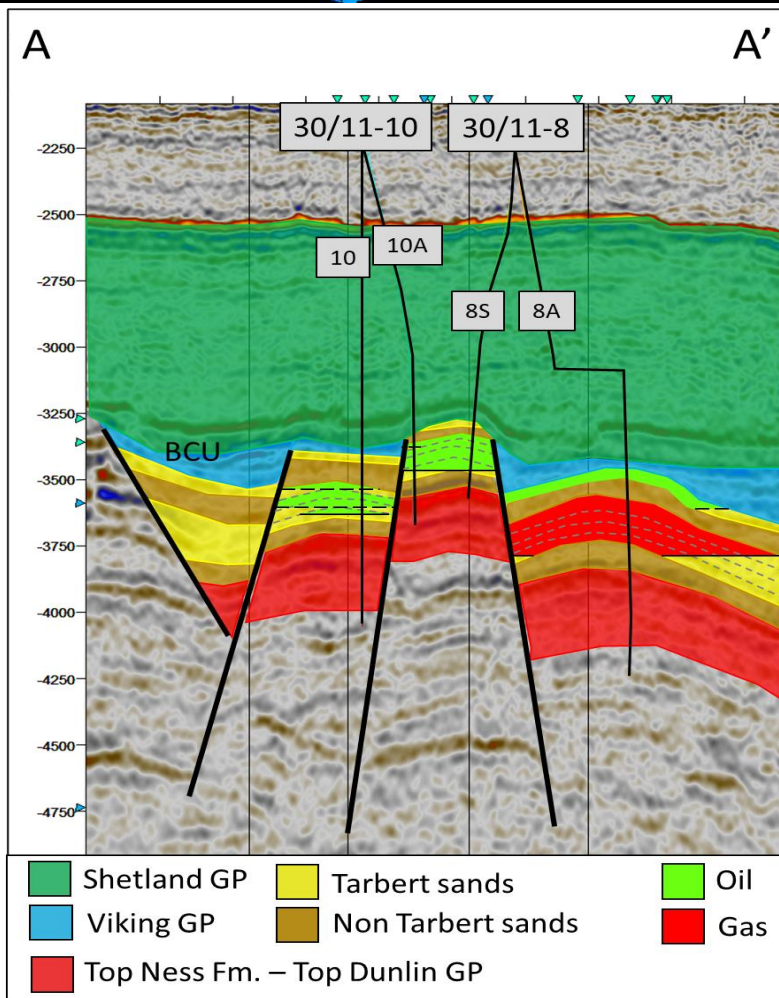 A
A’
30/11-10
30/11-8
-2250
-2500
10
10A
-2750
8S
8A
-3000
-3250
BCU
-3500
-3750
-4000
-4250
-4500
-4750
Shetland GP
Tarbert sands
Oil
Viking GP
Non Tarbert sands
Gas
Top Ness Fm. – Top Dunlin GP